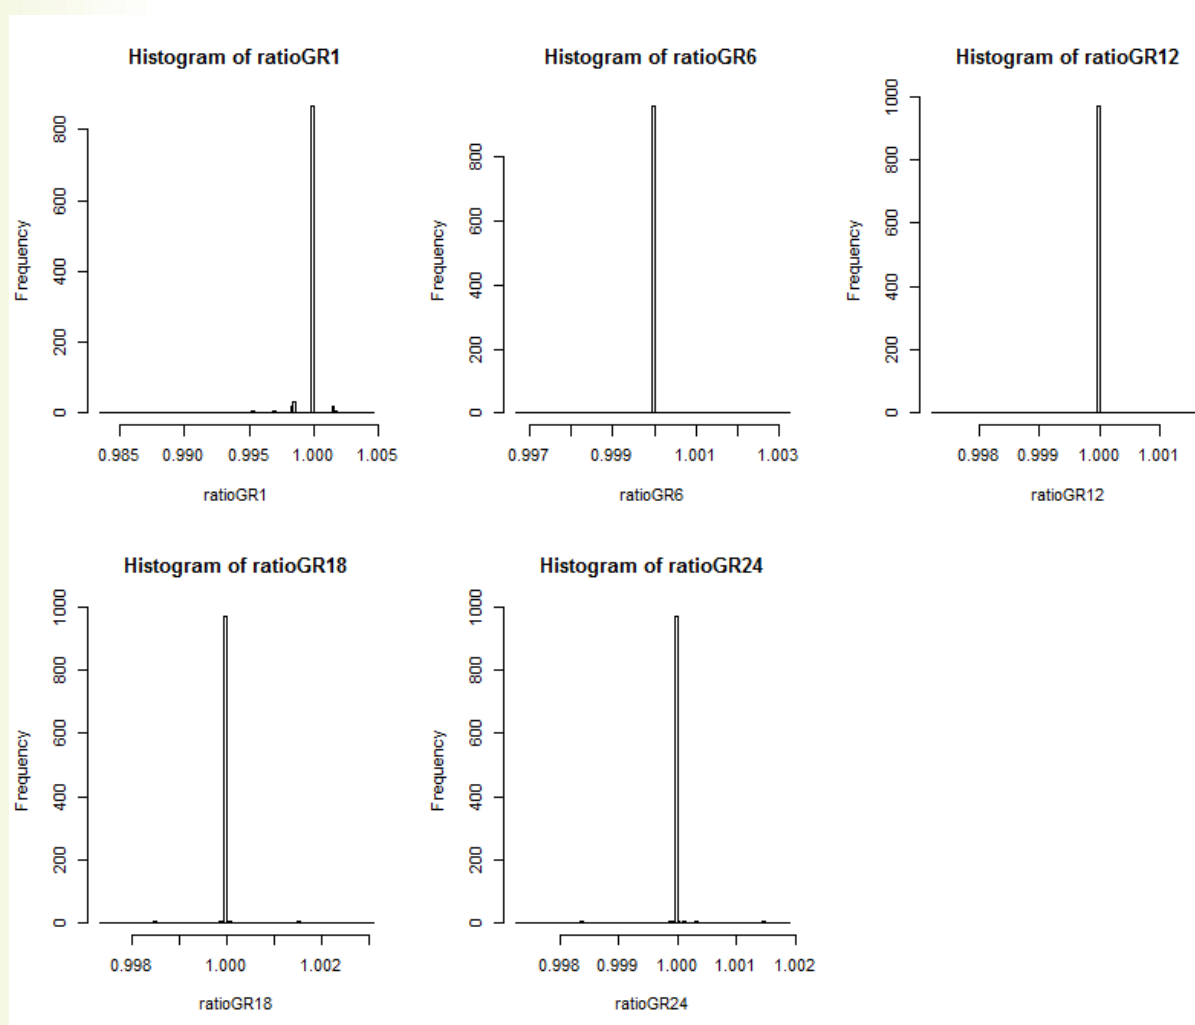 Histogram of ratioGR1
Frequency
0
200
400
600
800
0.985 0.990 0.995 1.000 1.005
ratioGR1
Histogram of ratioGR6
Frequency
0
200
400
600
800
0.997 0.999 1.001 1.003
ratioGR6
Histogram of ratioGR12
Frequency
0
200
400
600
800
1000
0.998 0.999 1.000 1.001
ratioGR12
Histogram of ratioGR18
Frequency
0
200
400
600
800
1000
0.998 1.000 1.002
ratioGR18
Histogram of ratioGR24
Frequency
0
200
400
600
800
1000
0.998 0.999 1.000 1.001 1.002
ratioGR24